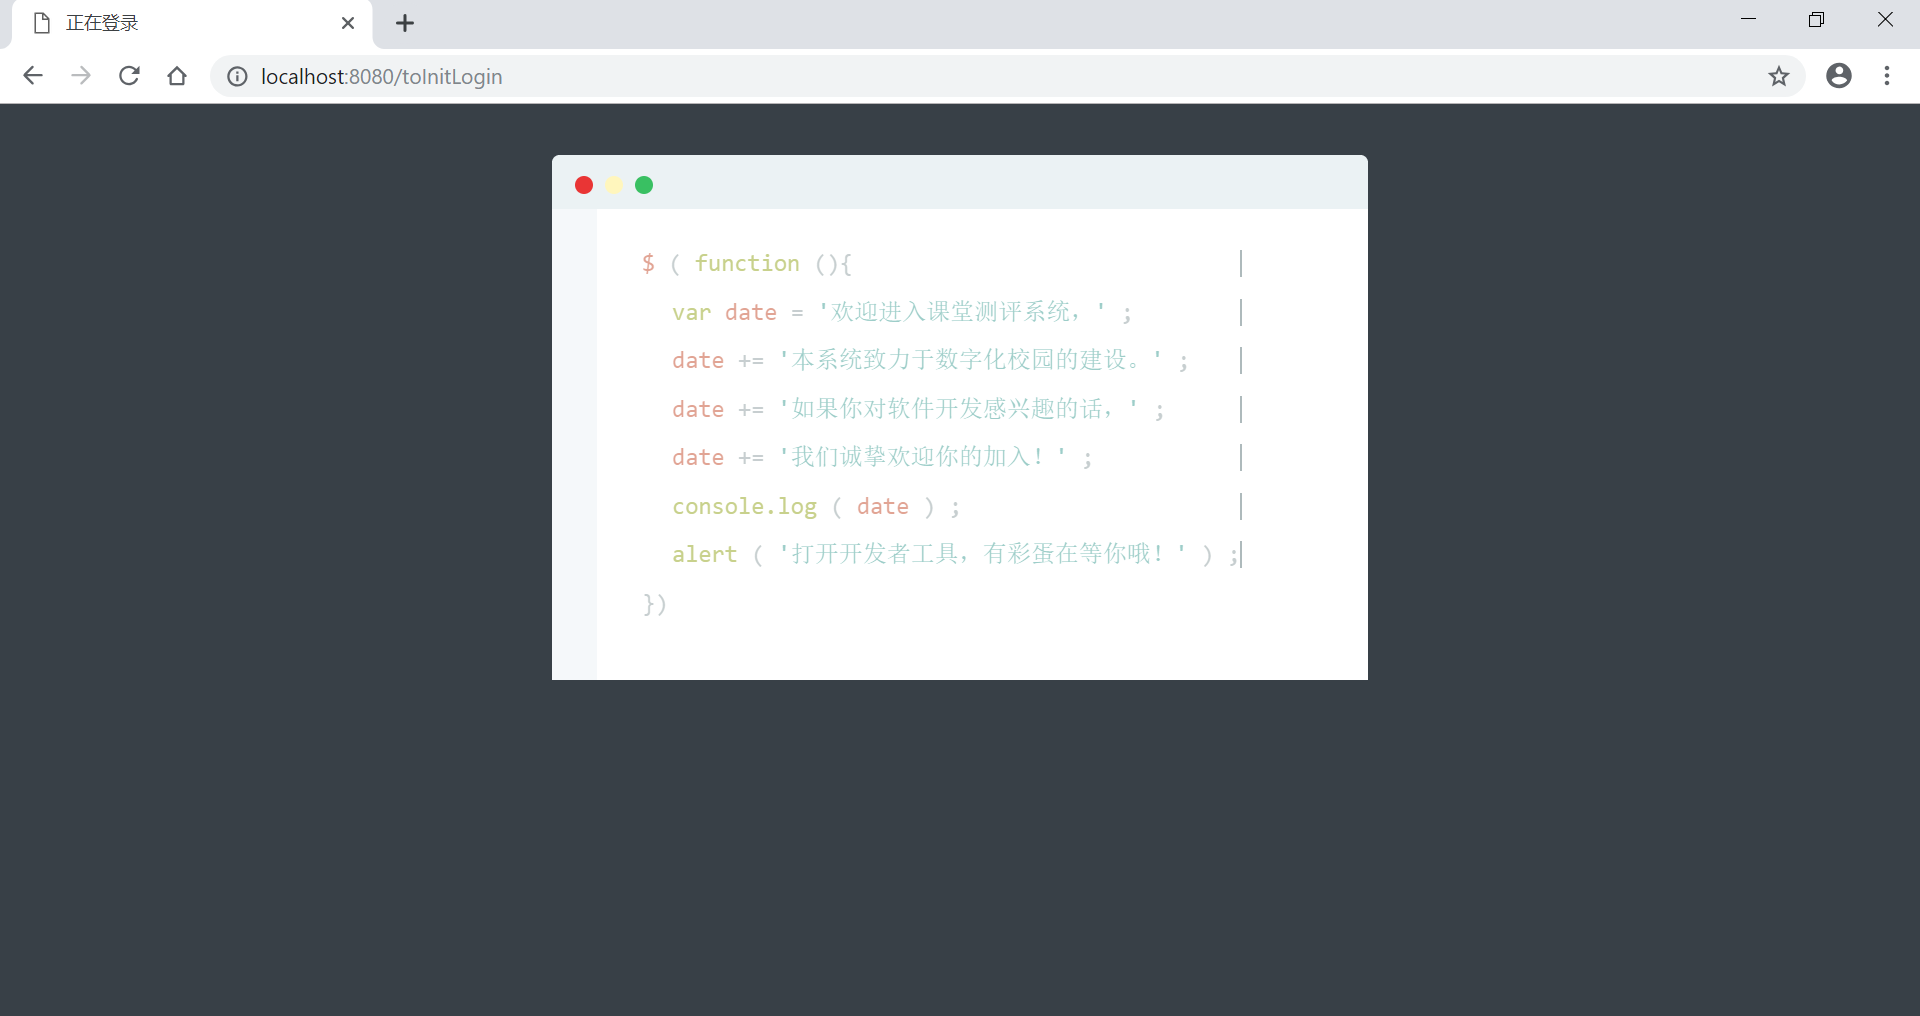 正在登录
localhost:8080/toInitLogin
$ ( function (){
var date = '欢迎进入课堂测评系统，' ;
date += '本系统致力于数字化校园的建设。' ;
date += '如果你对软件开发感兴趣的话，' ;
date += '我们诚挚欢迎你的加入！' ;
console.log ( date ) ;
alert ( '打开开发者工具，有彩蛋在等你哦！' ) ;
})